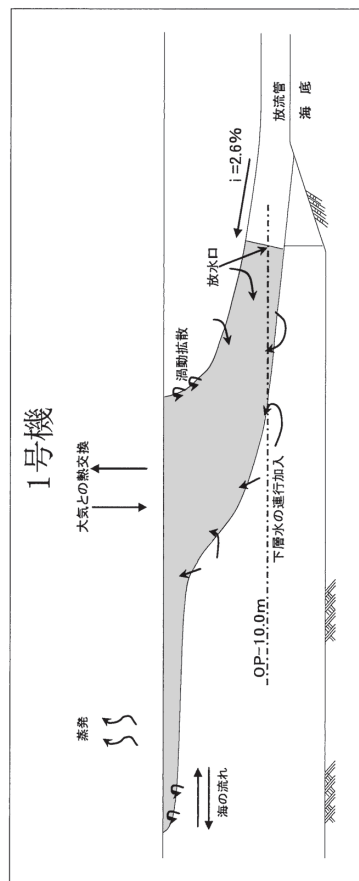 1号機
大気との熱交換
蒸発
渦動拡散
i=2.6%
放流管
海底
放水口
下層水の連行加入
OP-10.0m
海の流れ